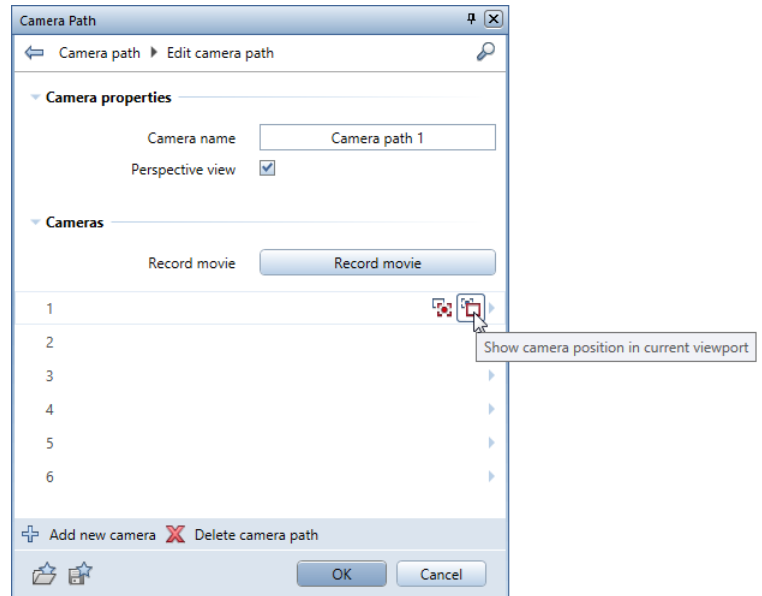 Camera Path
Camera path Edit camera path
Camera properties
Camera name Camera path 1
Perspective view
Cameras
Record movie Record movie
1
Show camera position in current viewport
2
3
4
5
6
Add new camera Delete camera path
OK Cancel